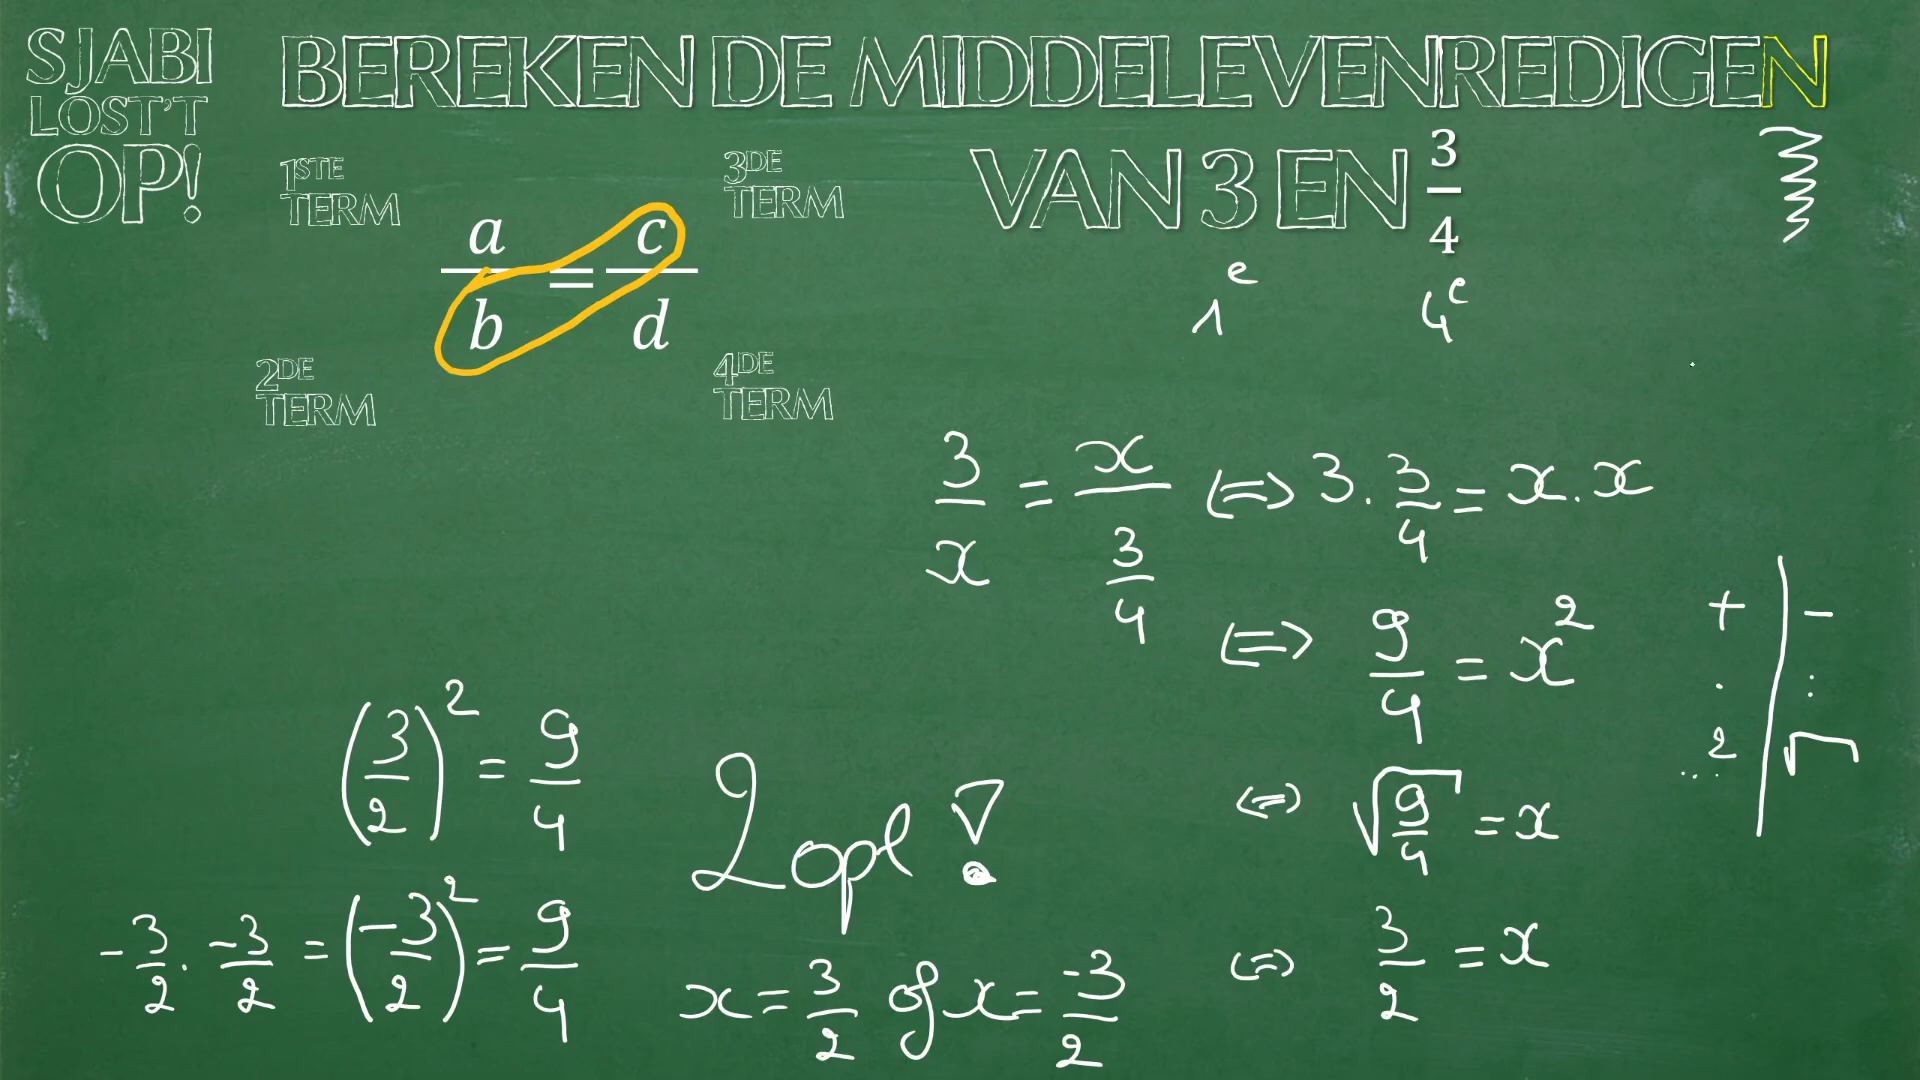 SJABI
LOST'T
OP!
BEREKEN DE MIDDELEVENREDIGEN
VAN 3 EN 3/4
1STE
TERM
3DE
TERM
a/b = c/d
2DE
TERM
4DE
TERM
1ᵉ 4ᵉ
3/x = x/(3/4) <=> 3 . 3/4 = x . x
<=> 9/4 = x²
+ | -
. | :
2 | √
<=> √(9/4) = x
<=> 3/2 = x
(3/2)² = 9/4
-3/2 . -3/2 = (-3/2)² = 9/4
2 opl !
x = 3/2 of x = -3/2